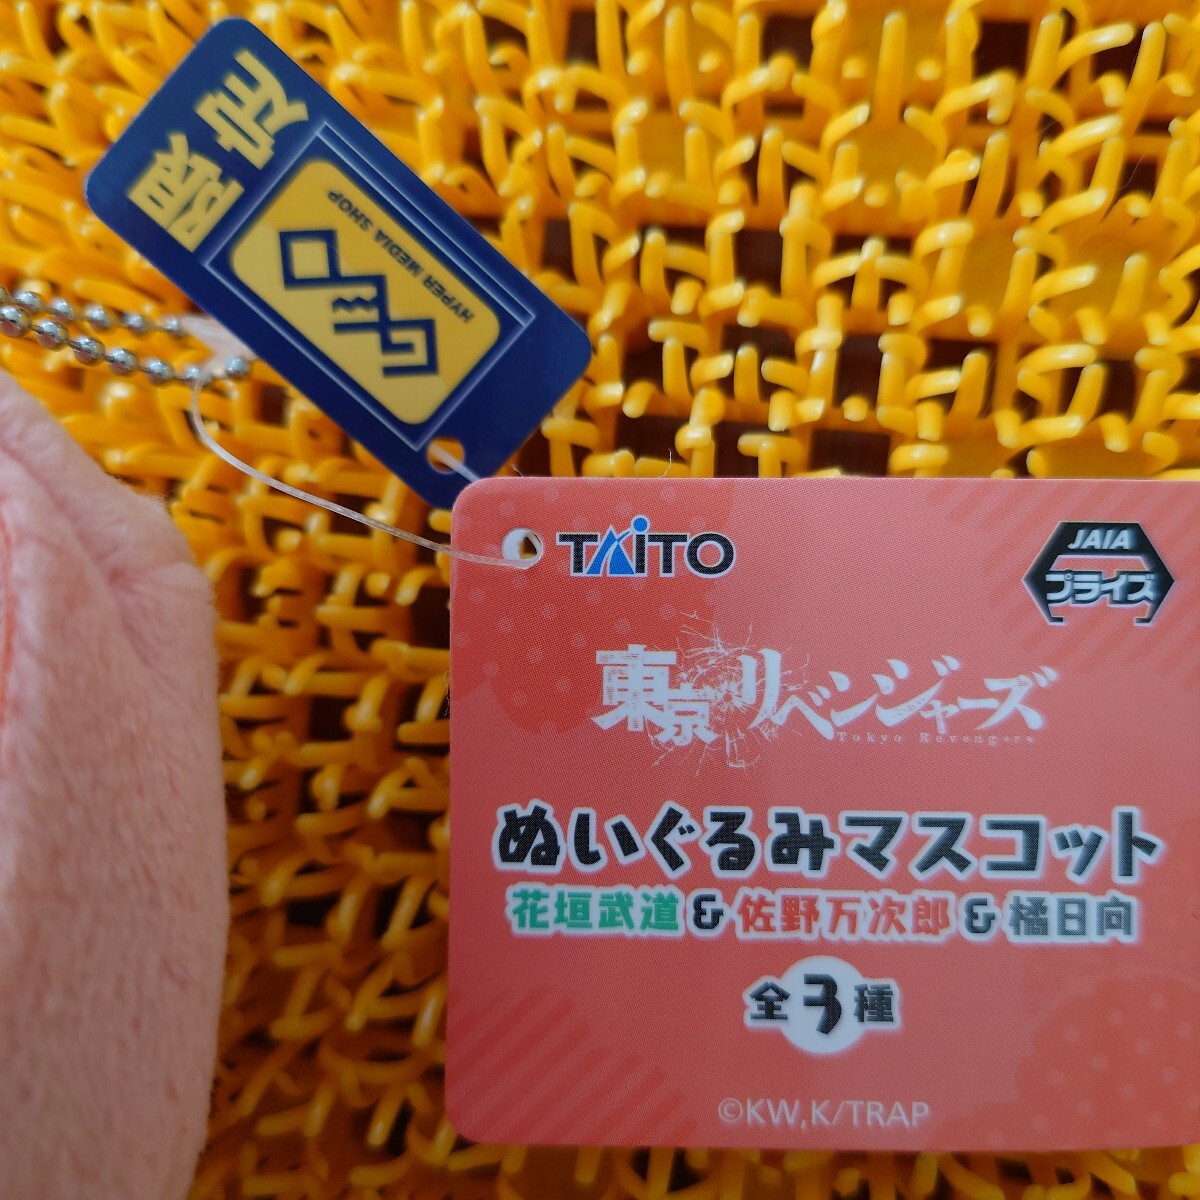 限定
GEO
HYPER MEDIA SHOP
TAITO
JAIA
プライズ
東京リベンジャーズ
Tokyo Revengers
ぬいぐるみマスコット
花垣武道&佐野万次郎&橘日向
全3種
©KW,K/TRAP